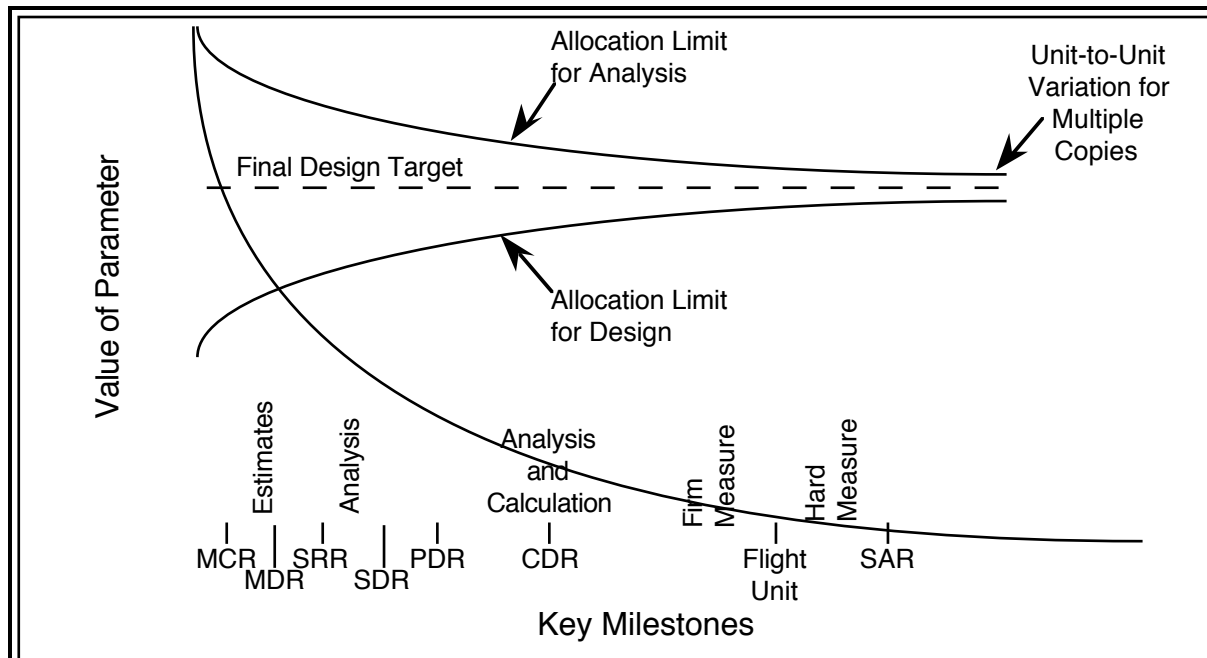 Allocation Limit
for Analysis
Unit-to-Unit
Variation for
Multiple
Copies
Final Design Target
Value of Parameter
Allocation Limit
for Design
Estimates
Analysis
Analysis
and
Calculation
Firm
Measure
Hard
Measure
MCR
MDR
SRR
SDR
PDR
CDR
Flight
Unit
SAR
Key Milestones